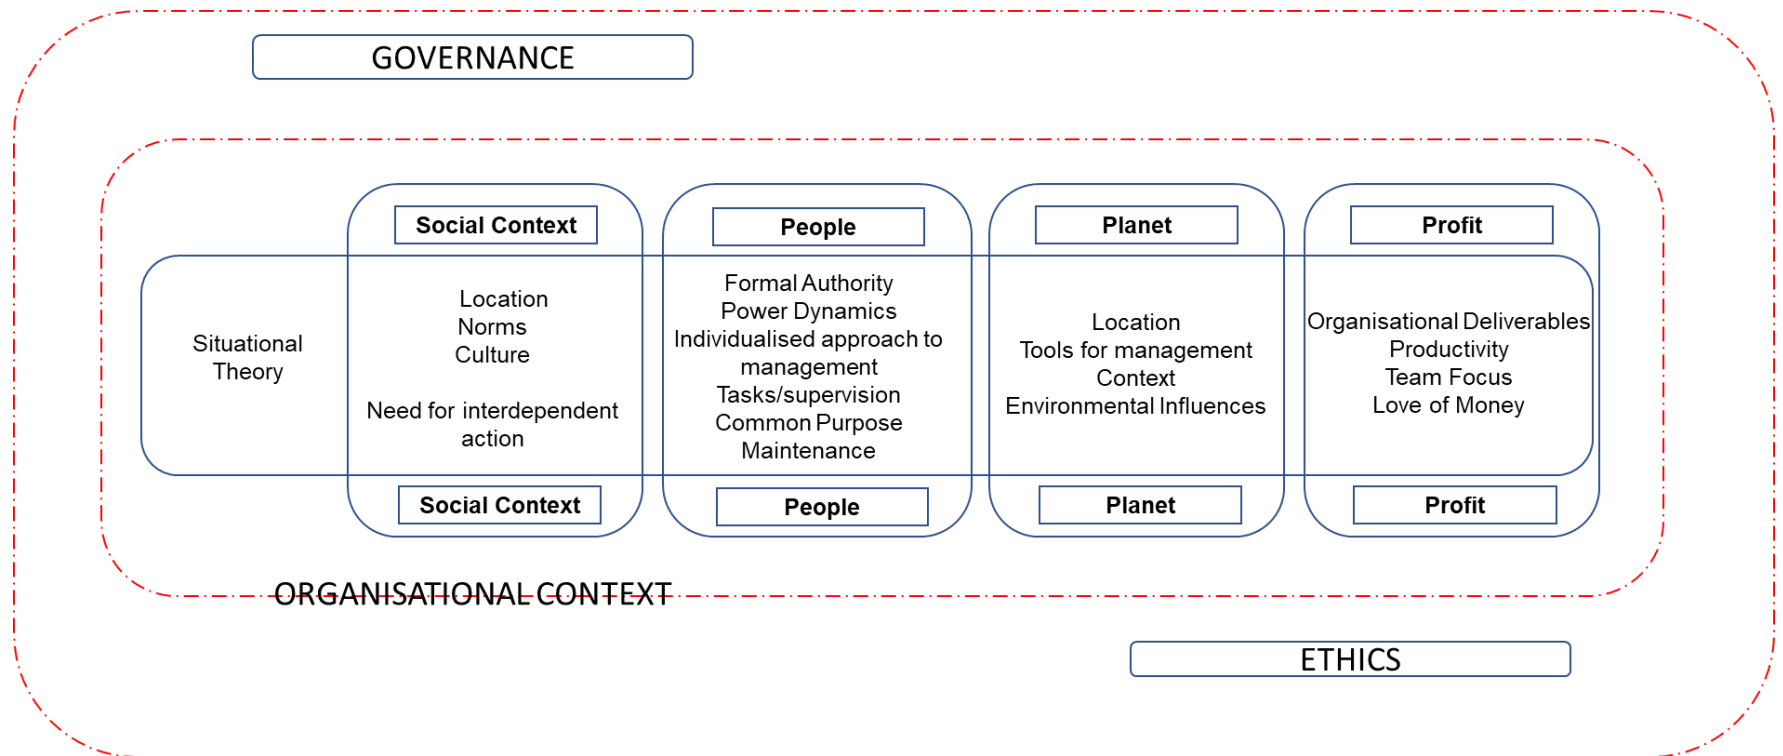 GOVERNANCE
Social Context
People
Planet
Profit
Situational
Theory
Location
Norms
Culture
Need for interdependent
action
Formal Authority
Power Dynamics
Individualised approach to
management
Tasks/supervision
Common Purpose
Maintenance
Location
Tools for management
Context
Environmental Influences
Organisational Deliverables
Productivity
Team Focus
Love of Money
Social Context
People
Planet
Profit
ORGANISATIONAL CONTEXT
ETHICS